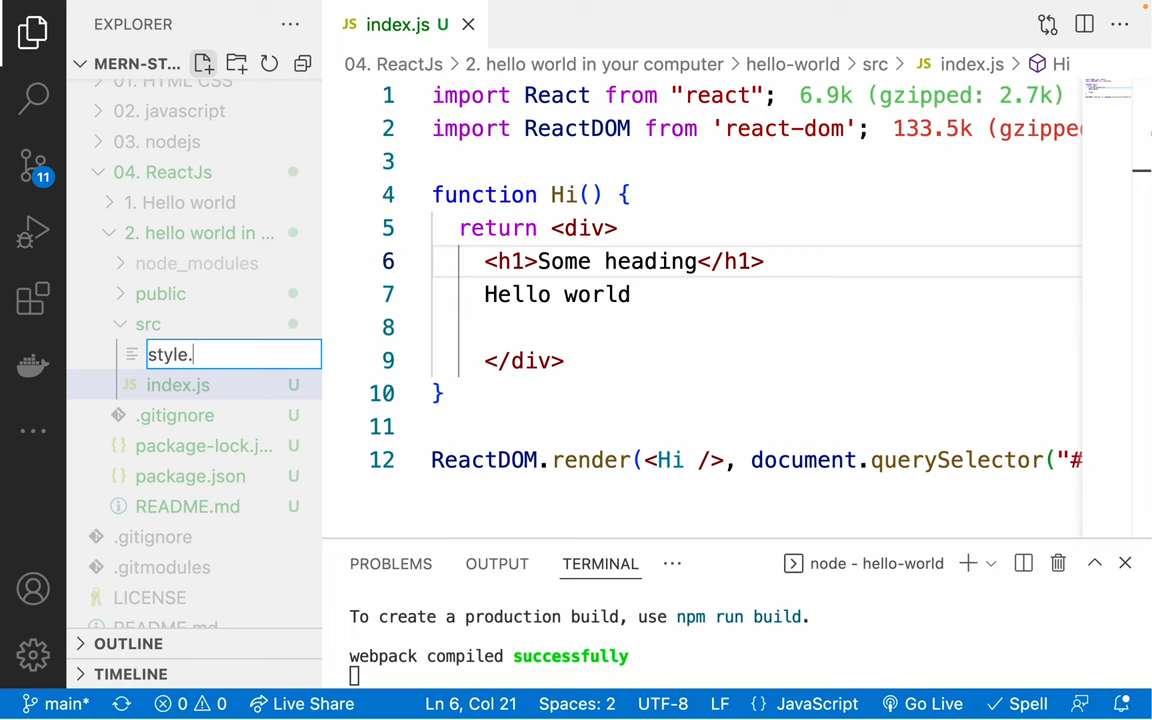 EXPLORER
MERN-ST...
01. HTML CSS
02. javascript
03. nodejs
04. ReactJs
1. Hello world
2. hello world in ...
node_modules
public
src
style.
JS index.js U
.gitignore U
{} package-lock.j... U
{} package.json U
README.md U
.gitignore
.gitmodules
LICENSE
README.md
OUTLINE
TIMELINE
11
JS index.js U
04. ReactJs > 2. hello world in your computer > hello-world > src > JS index.js > Hi
1 import React from "react"; 6.9k (gzipped: 2.7k)
2 import ReactDOM from 'react-dom'; 133.5k (gzippe
3
4 function Hi() {
5 return <div>
6 <h1>Some heading</h1>
7 Hello world
8
9 </div>
10 }
11
12 ReactDOM.render(<Hi />, document.querySelector("#
PROBLEMS OUTPUT TERMINAL
node - hello-world
To create a production build, use npm run build.
webpack compiled successfully
main* 0 0 Live Share Ln 6, Col 21 Spaces: 2 UTF-8 LF {} JavaScript Go Live Spell